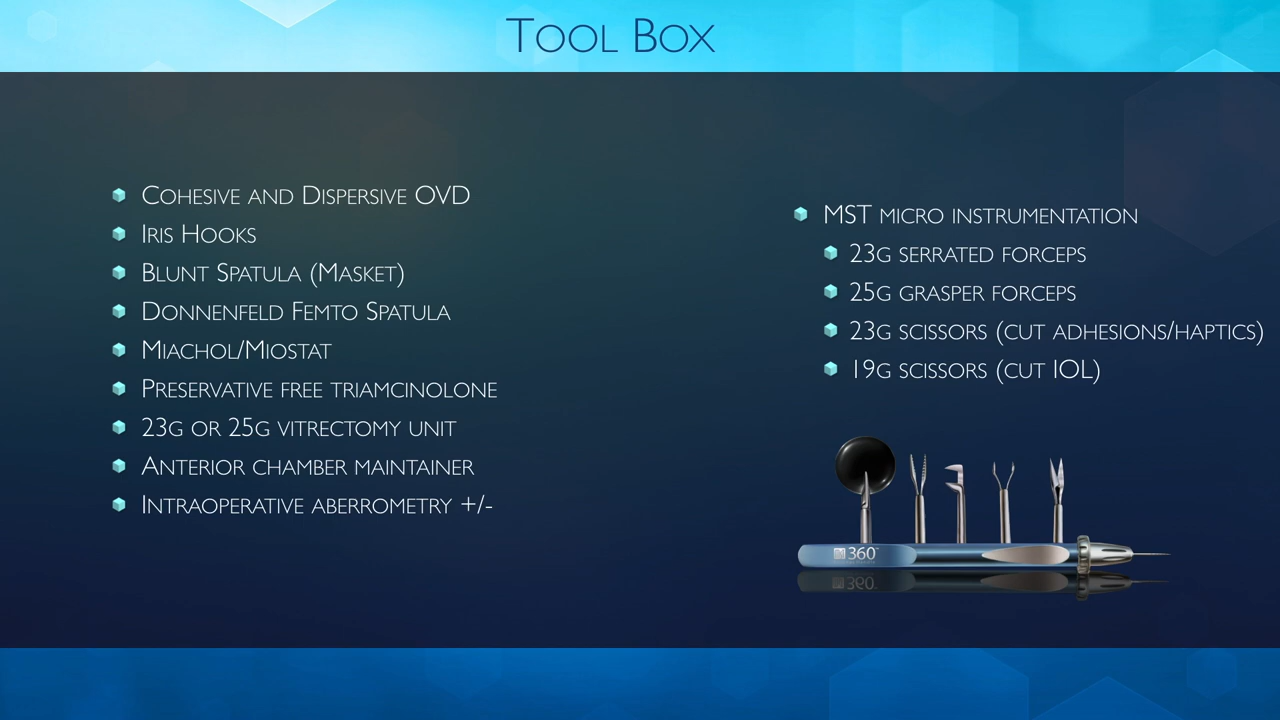 Tool Box
Cohesive and Dispersive OVD
Iris Hooks
Blunt Spatula (Masket)
Donnenfeld Femto Spatula
Miachol/Miostat
Preservative free triamcinolone
23g or 25g vitrectomy unit
Anterior chamber maintainer
Intraoperative aberrometry +/-
MST micro instrumentation
23g serrated forceps
25g grasper forceps
23g scissors (cut adhesions/haptics)
19g scissors (cut IOL)
360™